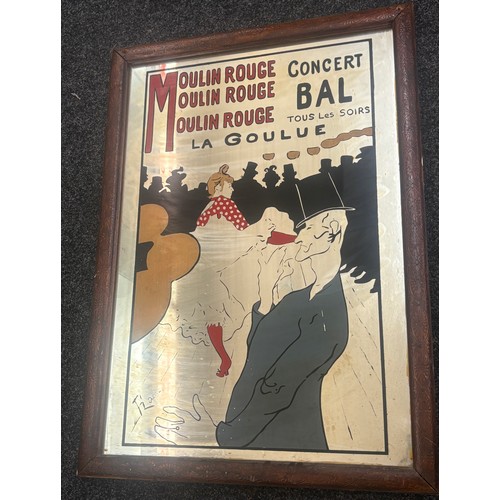 MOULIN ROUGE CONCERT
MOULIN ROUGE BAL
MOULIN ROUGE TOUS LES SOIRS
LA GOULUE